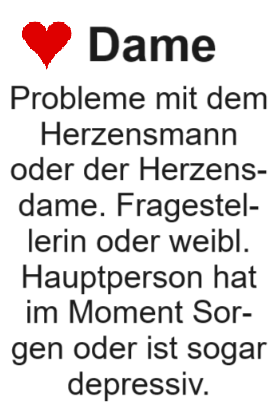 Dame
Probleme mit dem
Herzensmann
oder der Herzens-
dame. Fragestel-
lerin oder weibl.
Hauptperson hat
im Moment Sor-
gen oder ist sogar
depressiv.